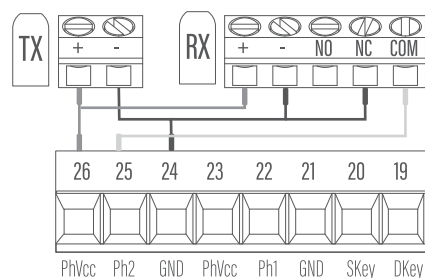 TX + - RX + - NO NC COM
26 25 24 23 22 21 20 19
PhVcc Ph2 GND PhVcc Ph1 GND SKey DKey